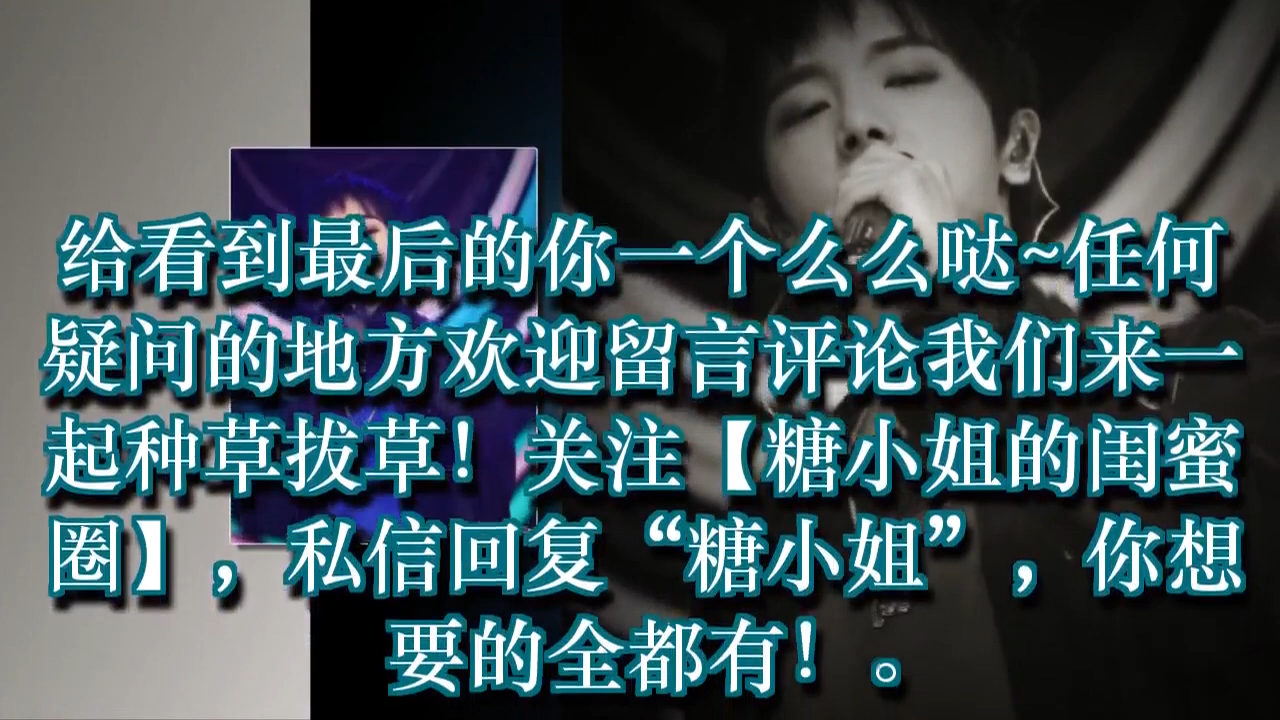 给看到最后的你一个么么哒~任何
疑问的地方欢迎留言评论我们来一
起种草拔草！关注【糖小姐的闺蜜
圈】，私信回复“糖小姐”，你想
要的全都有！。